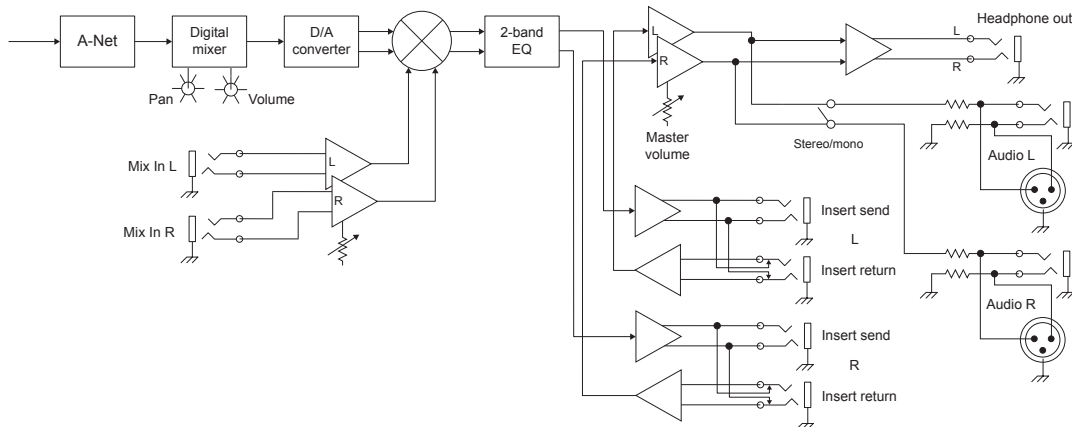 A-Net
Digital
mixer
D/A
converter
2-band
EQ
Pan
Volume
Mix In L
Mix In R
L
R
L
R
Master
volume
Headphone out
L
R
Stereo/mono
Audio L
Insert send
L
Insert return
Audio R
Insert send
R
Insert return